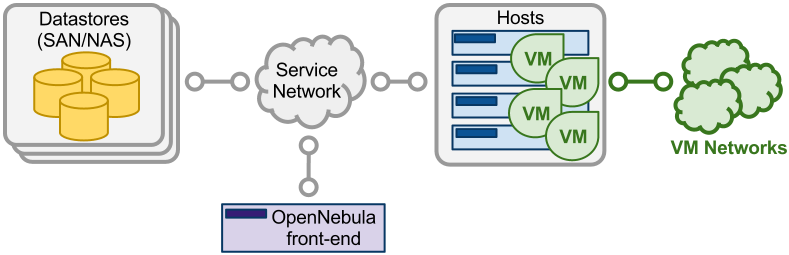 Datastores
(SAN/NAS)
Service
Network
Hosts
VM
VM
VM
VM
VM Networks
OpenNebula
front-end